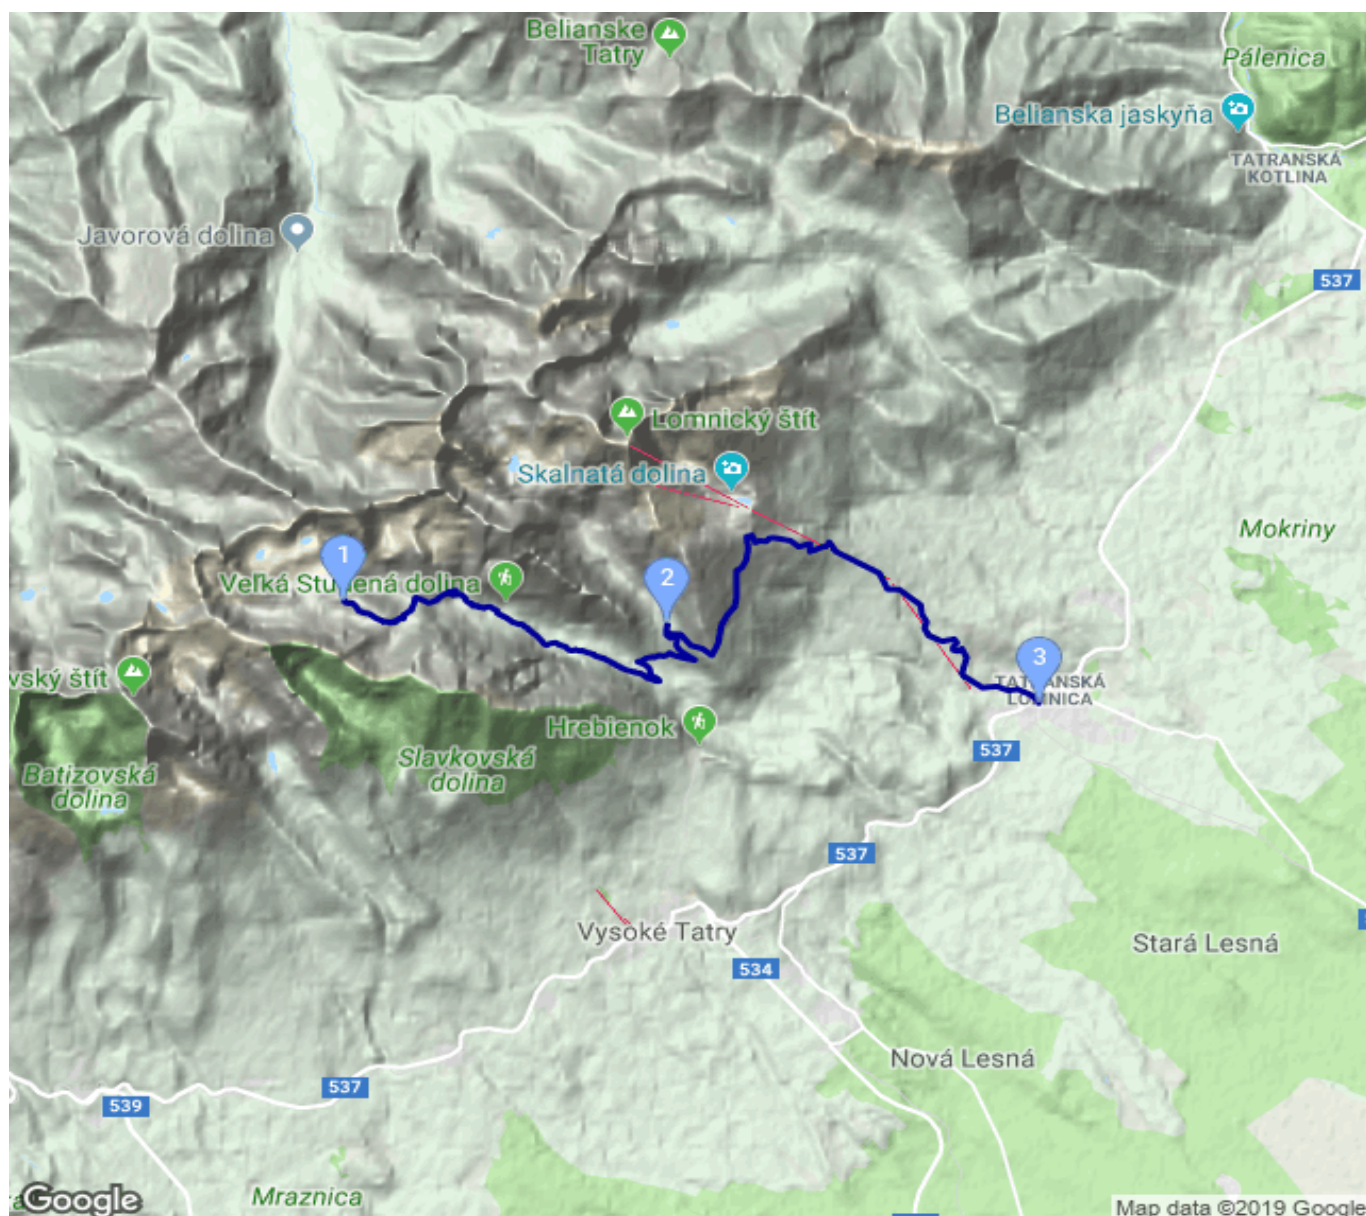 Belianske
Tatry
Pálenica
Belianska jaskyňa
TATRANSKÁ
KOTLINA
Javorová dolina
537
Lomnický štít
Skalnatá dolina
Mokriny
1
Veľká Studená dolina
2
3
TATRANSKÁ
LOMNICA
vský štít
Hrebienok
537
Slavkovská
dolina
Batizovská
dolina
537
Vysoké Tatry
Stará Lesná
534
Nová Lesná
537
539
Mraznica
Google
Map data ©2019 Google